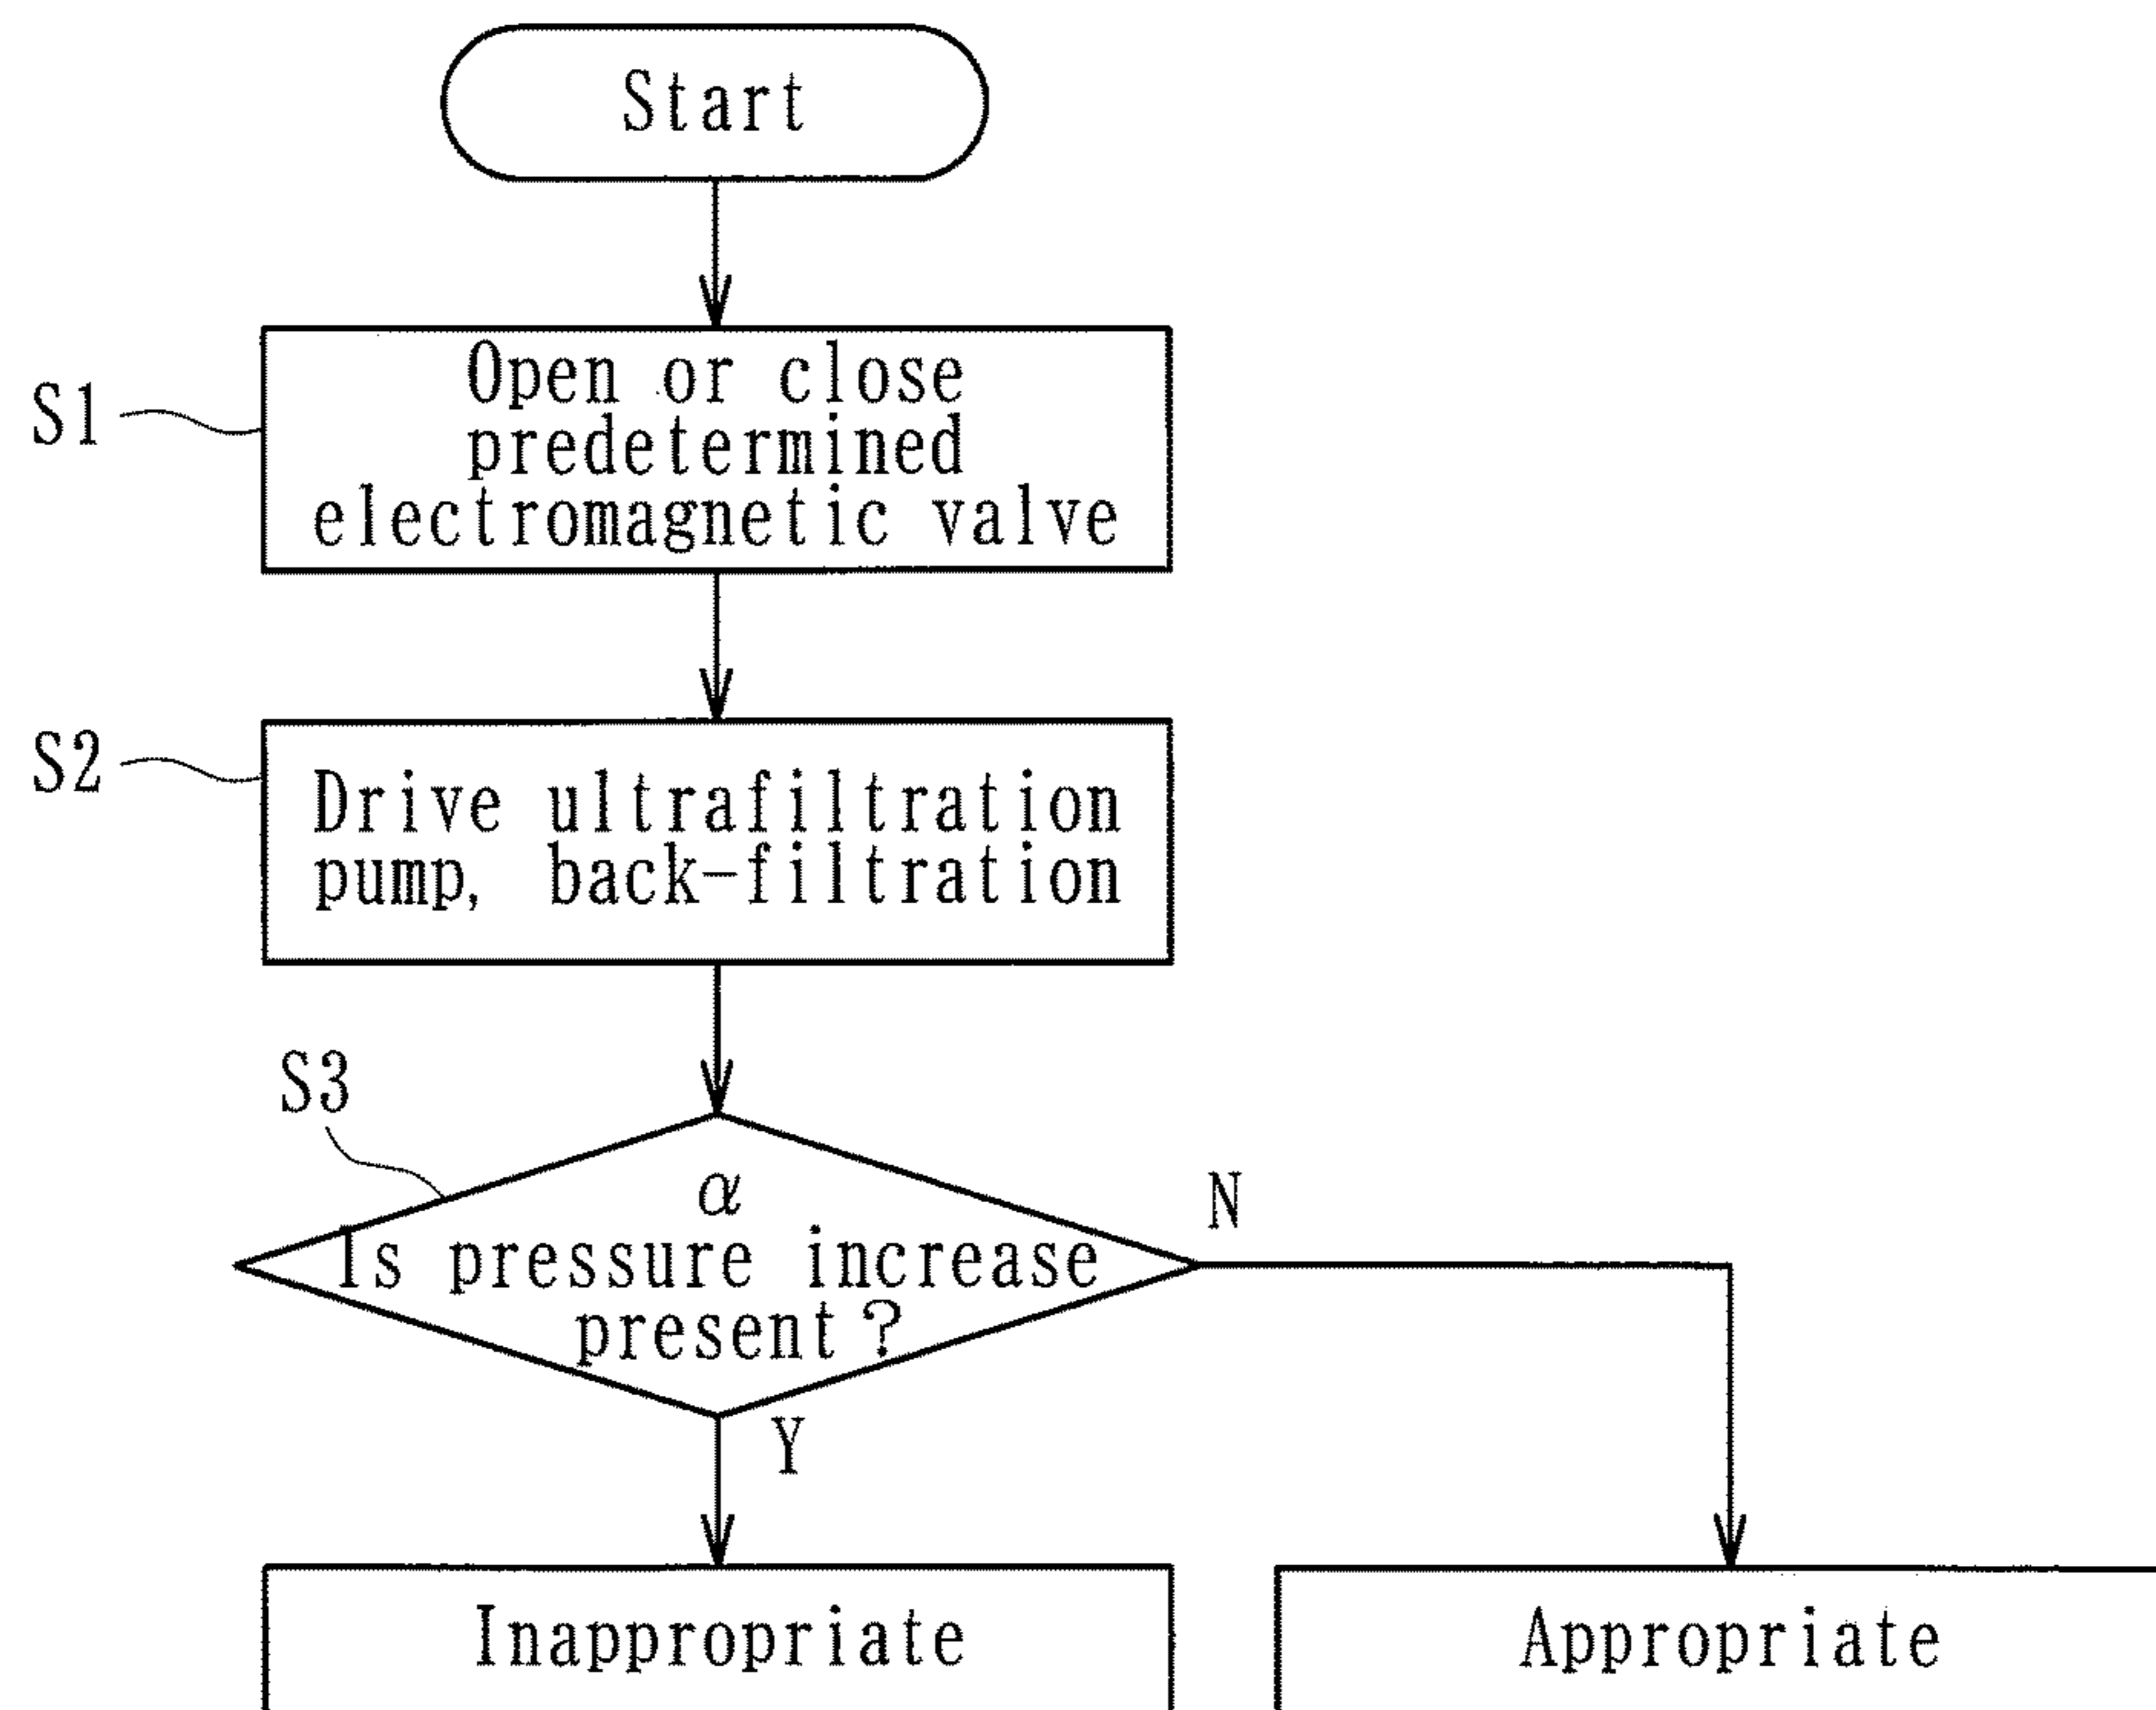 Start
S1
Open or close
predetermined
electromagnetic valve
S2
Drive ultrafiltration
pump, back-filtration
S3
α
Is pressure increase
present?
N
Y
Inappropriate
Appropriate